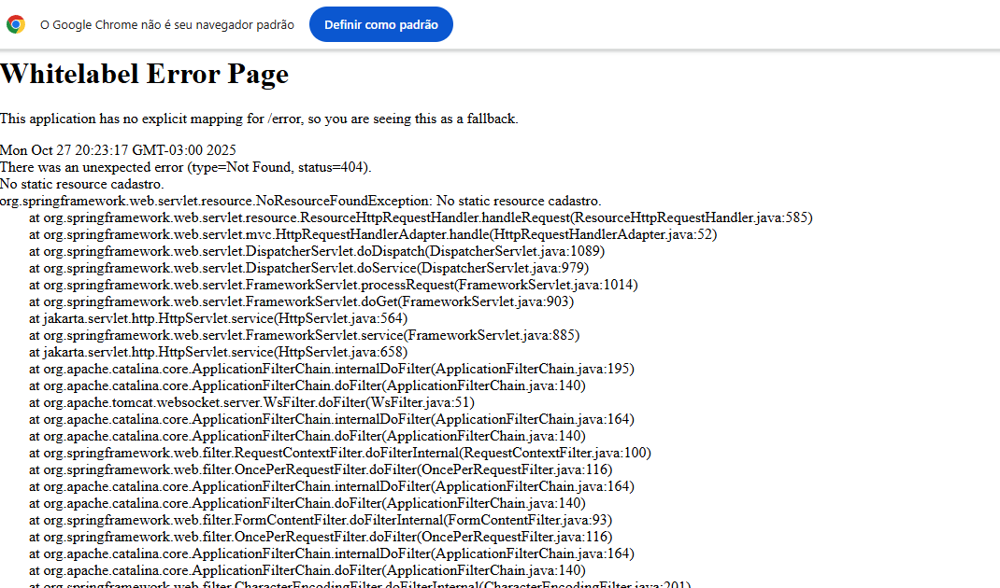 O Google Chrome não é seu navegador padrão Definir como padrão
Whitelabel Error Page
This application has no explicit mapping for /error, so you are seeing this as a fallback.
Mon Oct 27 20:23:17 GMT-03:00 2025
There was an unexpected error (type=Not Found, status=404).
No static resource cadastro.
org.springframework.web.servlet.resource.NoResourceFoundException: No static resource cadastro.
at org.springframework.web.servlet.resource.ResourceHttpRequestHandler.handleRequest(ResourceHttpRequestHandler.java:585)
at org.springframework.web.servlet.mvc.HttpRequestHandlerAdapter.handle(HttpRequestHandlerAdapter.java:52)
at org.springframework.web.servlet.DispatcherServlet.doDispatch(DispatcherServlet.java:1089)
at org.springframework.web.servlet.DispatcherServlet.doService(DispatcherServlet.java:979)
at org.springframework.web.servlet.FrameworkServlet.processRequest(FrameworkServlet.java:1014)
at org.springframework.web.servlet.FrameworkServlet.doGet(FrameworkServlet.java:903)
at jakarta.servlet.http.HttpServlet.service(HttpServlet.java:564)
at org.springframework.web.servlet.FrameworkServlet.service(FrameworkServlet.java:885)
at jakarta.servlet.http.HttpServlet.service(HttpServlet.java:658)
at org.apache.catalina.core.ApplicationFilterChain.internalDoFilter(ApplicationFilterChain.java:195)
at org.apache.catalina.core.ApplicationFilterChain.doFilter(ApplicationFilterChain.java:140)
at org.apache.tomcat.websocket.server.WsFilter.doFilter(WsFilter.java:51)
at org.apache.catalina.core.ApplicationFilterChain.internalDoFilter(ApplicationFilterChain.java:164)
at org.apache.catalina.core.ApplicationFilterChain.doFilter(ApplicationFilterChain.java:140)
at org.springframework.web.filter.RequestContextFilter.doFilterInternal(RequestContextFilter.java:100)
at org.springframework.web.filter.OncePerRequestFilter.doFilter(OncePerRequestFilter.java:116)
at org.apache.catalina.core.ApplicationFilterChain.internalDoFilter(ApplicationFilterChain.java:164)
at org.apache.catalina.core.ApplicationFilterChain.doFilter(ApplicationFilterChain.java:140)
at org.springframework.web.filter.FormContentFilter.doFilterInternal(FormContentFilter.java:93)
at org.springframework.web.filter.OncePerRequestFilter.doFilter(OncePerRequestFilter.java:116)
at org.apache.catalina.core.ApplicationFilterChain.internalDoFilter(ApplicationFilterChain.java:164)
at org.apache.catalina.core.ApplicationFilterChain.doFilter(ApplicationFilterChain.java:140)
at org.springframework.web.filter.CharacterEncodingFilter.doFilterInternal(CharacterEncodingFilter.java:201)